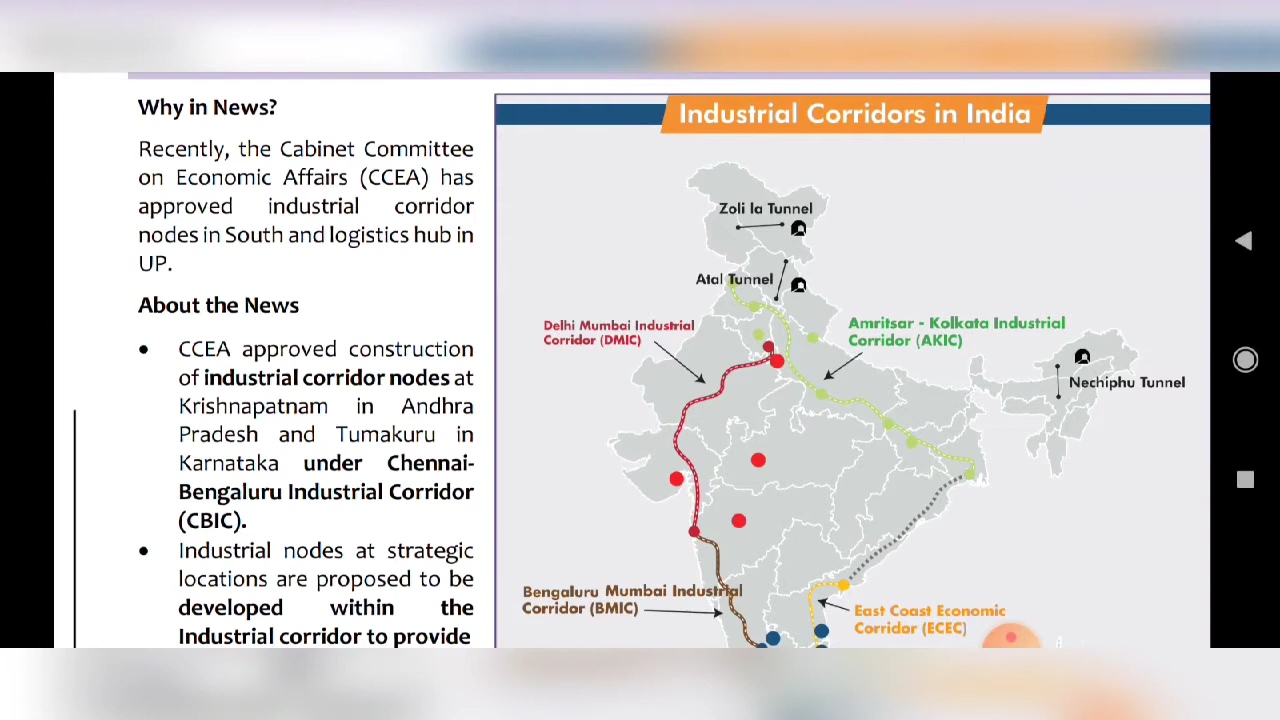 Why in News?
Recently, the Cabinet Committee
on Economic Affairs (CCEA) has
approved industrial corridor
nodes in South and logistics hub in
UP.
About the News
• CCEA approved construction
of industrial corridor nodes at
Krishnapatnam in Andhra
Pradesh and Tumakuru in
Karnataka under Chennai-
Bengaluru Industrial Corridor
(CBIC).
• Industrial nodes at strategic
locations are proposed to be
developed within the
Industrial corridor to provide
Industrial Corridors in India
Zoli la Tunnel
Atal Tunnel
Delhi Mumbai Industrial
Corridor (DMIC)
Amritsar - Kolkata Industrial
Corridor (AKIC)
Nechiphu Tunnel
Bengaluru Mumbai Industrial
Corridor (BMIC)
East Coast Economic
Corridor (ECEC)